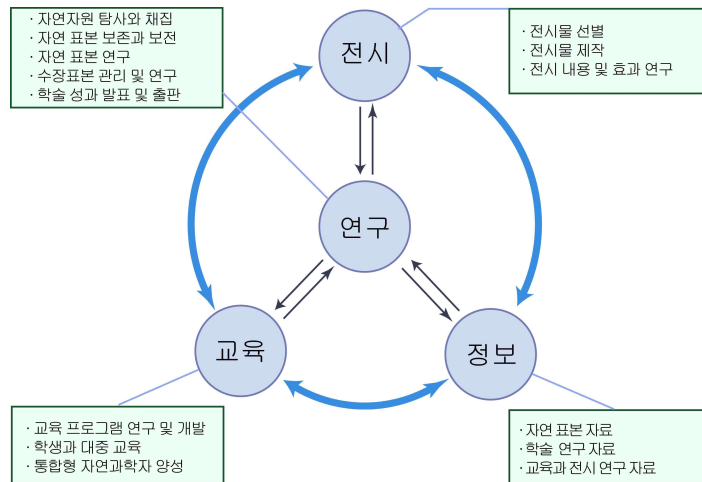 · 자연자원 탐사와 채집
· 자연 표본 보존과 보전
· 자연 표본 연구
· 수장표본 관리 및 연구
· 학술 성과 발표 및 출판
전시
· 전시물 선별
· 전시물 제작
· 전시 내용 및 효과 연구
연구
교육
정보
· 교육 프로그램 연구 및 개발
· 학생과 대중 교육
· 통합형 자연과학자 양성
· 자연 표본 자료
· 학술 연구 자료
· 교육과 전시 연구 자료